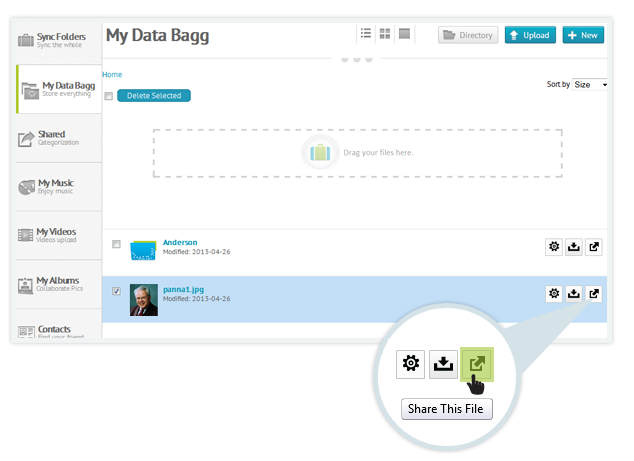 Sync Folders
Sync the whole
My Data Bagg
Store everything
Shared
Categorization
My Music
Enjoy music
My Videos
Videos upload
My Albums
Collaborate Pics
Contacts
Find your friend
My Data Bagg
Directory
Upload
New
Home
Sort by Size
Delete Selected
Drag your files here.
Anderson
Modified: 2013-04-26
panna1.jpg
Modified: 2013-04-26
Share This File